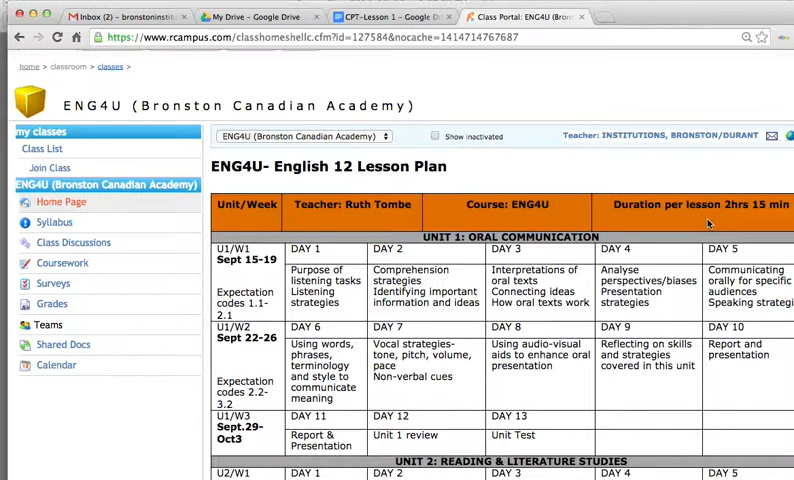 Inbox (2) - bronstoninstitu
My Drive - Google Drive
CPT-Lesson 1 - Google D
Class Portal: ENG4U (Bron
https://www.rcampus.com/classhomeshellc.cfm?id=127584&nocache=1414714767687
home > classroom > classes >
ENG4U (Bronston Canadian Academy)
my classes
Class List
Join Class
ENG4U (Bronston Canadian Academy)
Home Page
Syllabus
Class Discussions
Coursework
Surveys
Grades
Teams
Shared Docs
Calendar
ENG4U (Bronston Canadian Academy)
Show inactivated
Teacher: INSTITUTIONS, BRONSTON/DURANT
ENG4U- English 12 Lesson Plan
Unit/Week
Teacher: Ruth Tombe
Course: ENG4U
Duration per lesson 2hrs 15 min
UNIT 1: ORAL COMMUNICATION
U1/W1
Sept 15-19
Expectation
codes 1.1-
2.1
DAY 1
Purpose of
listening tasks
Listening
strategies
DAY 2
Comprehension
strategies
Identifying important
information and ideas
DAY 3
Interpretations of
oral texts
Connecting ideas
How oral texts work
DAY 4
Analyse
perspectives/biases
Presentation
strategies
DAY 5
Communicating
orally for specific
audiences
Speaking strategi
U1/W2
Sept 22-26
Expectation
codes 2.2-
3.2
DAY 6
Using words,
phrases,
terminology
and style to
communicate
meaning
DAY 7
Vocal strategies-
tone, pitch, volume,
pace
Non-verbal cues
DAY 8
Using audio-visual
aids to enhance oral
presentation
DAY 9
Reflecting on skills
and strategies
covered in this unit
DAY 10
Report and
presentation
U1/W3
Sept.29-
Oct3
DAY 11
Report &
Presentation
DAY 12
Unit 1 review
DAY 13
Unit Test
UNIT 2: READING & LITERATURE STUDIES
U2/W1
DAY 1
DAY 2
DAY 3
DAY 4
DAY 5